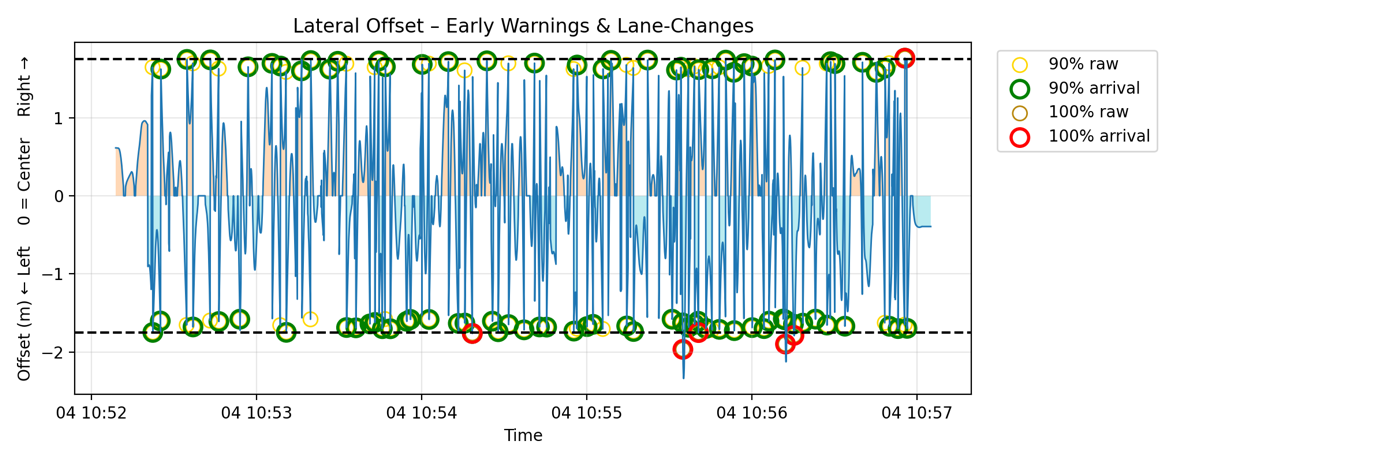 Lateral Offset – Early Warnings & Lane-Changes
Offset (m) ← Left    0 = Center    Right →
1
0
−1
−2
04 10:52
04 10:53
04 10:54
04 10:55
04 10:56
04 10:57
Time
90% raw
90% arrival
100% raw
100% arrival